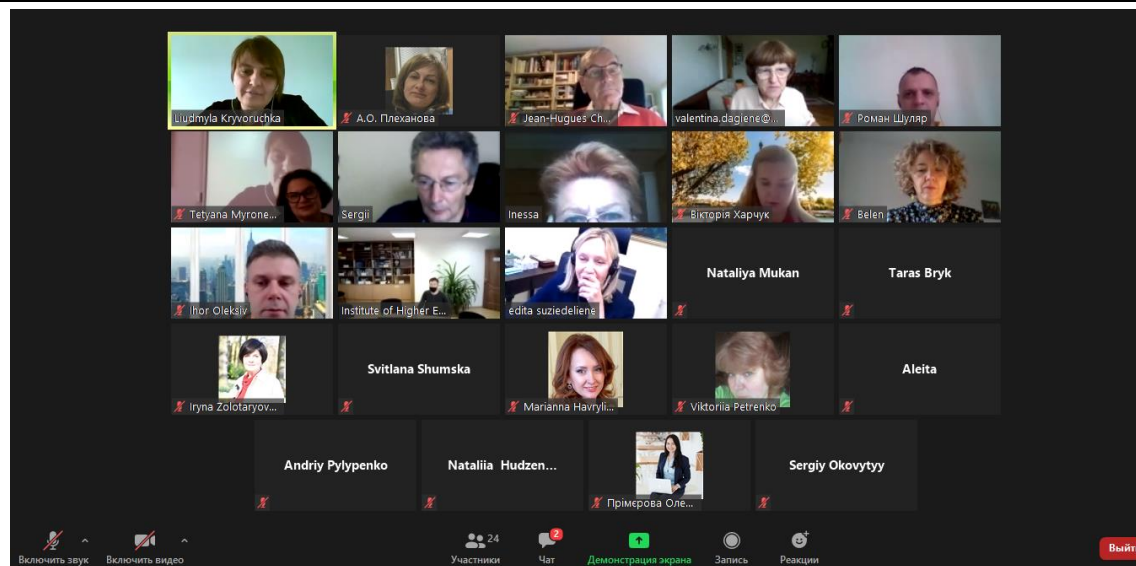 Liudmyla Kryvoruchka
А.О. Плеханова
Jean-Hugues Ch...
valentina.dagiene@...
Роман Шуляр
Tetyana Myrone...
Sergii
Inessa
Вікторія Харчук
Belen
Ihor Oleksiv
Institute of Higher E...
edita suziedeliene
Nataliya Mukan
Taras Bryk
Iryna Zolotaryov...
Svitlana Shumska
Marianna Havryli...
Viktoriia Petrenko
Aleita
Andriy Pylypenko
Nataliia Hudzen...
Прімєрова Оле...
Sergiy Okovytyy
Включить звук
Включить видео
24
Участники
2
Чат
Демонстрация экрана
Запись
Реакции
Выйти